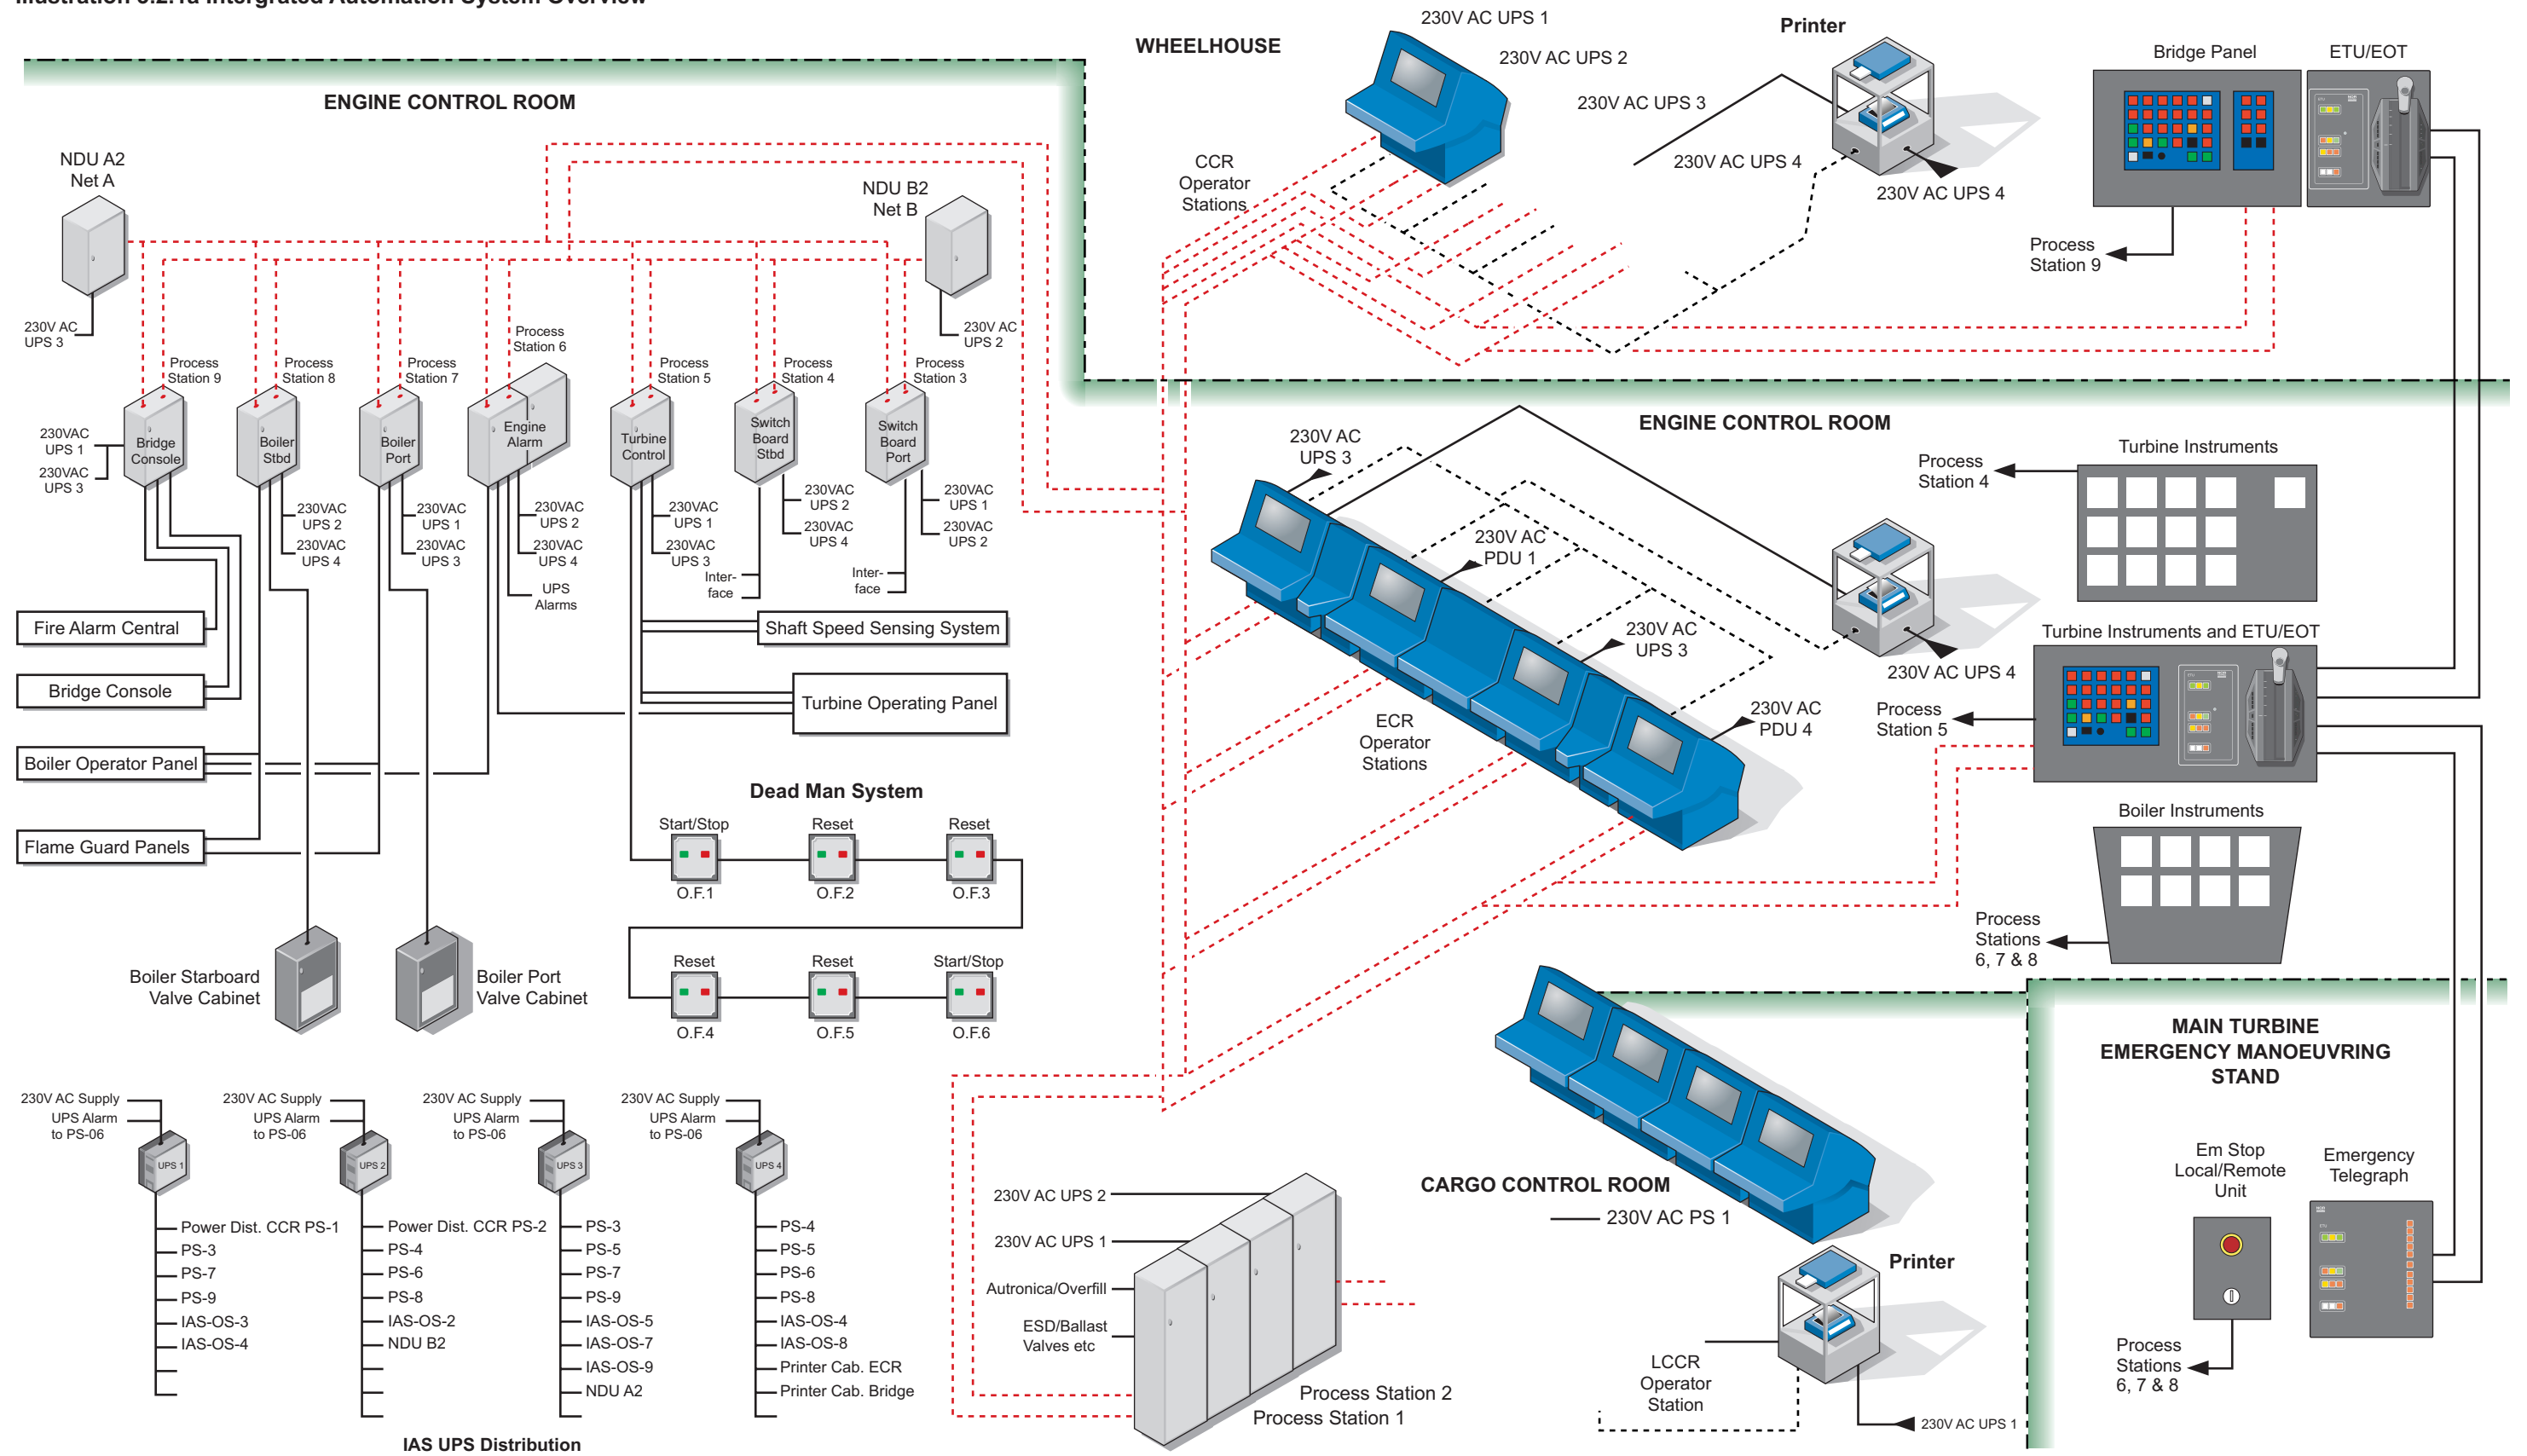 Illustration 6.2.1a Intergrated Automation System Overview
WHEELHOUSE
230V AC UPS 1
230V AC UPS 2
230V AC UPS 3
230V AC UPS 4
Printer
230V AC UPS 4
CCR
Operator
Stations
Bridge Panel
ETU/EOT
Process
Station 9
ENGINE CONTROL ROOM
NDU A2
Net A
NDU B2
Net B
230V AC
UPS 3
230V AC
UPS 2
Process
Station 9
Process
Station 8
Process
Station 7
Process
Station 6
Process
Station 5
Process
Station 4
Process
Station 3
Bridge
Console
Boiler
Stbd
Boiler
Port
Engine
Alarm
Turbine
Control
Switch
Board
Stbd
Switch
Board
Port
230VAC
UPS 1
230VAC
UPS 3
230VAC
UPS 2
230VAC
UPS 4
230VAC
UPS 1
230VAC
UPS 3
230VAC
UPS 2
230VAC
UPS 4
UPS
Alarms
230VAC
UPS 1
230VAC
UPS 3
230VAC
UPS 2
230VAC
UPS 4
Inter-
face
230VAC
UPS 1
230VAC
UPS 2
Inter-
face
Fire Alarm Central
Bridge Console
Boiler Operator Panel
Flame Guard Panels
Shaft Speed Sensing System
Turbine Operating Panel
Dead Man System
Start/Stop
Reset
Reset
O.F.1
O.F.2
O.F.3
Reset
Reset
Start/Stop
O.F.4
O.F.5
O.F.6
Boiler Starboard
Valve Cabinet
Boiler Port
Valve Cabinet
ENGINE CONTROL ROOM
230V AC
UPS 3
230V AC
PDU 1
230V AC
UPS 3
230V AC
PDU 4
ECR
Operator
Stations
230V AC UPS 4
Process
Station 4
Turbine Instruments
Turbine Instruments and ETU/EOT
ETU
Process
Station 5
Boiler Instruments
Process
Stations
6, 7 & 8
230V AC Supply
UPS Alarm
to PS-06
UPS 1
Power Dist. CCR PS-1
PS-3
PS-7
PS-9
IAS-OS-3
IAS-OS-4
230V AC Supply
UPS Alarm
to PS-06
UPS 2
Power Dist. CCR PS-2
PS-4
PS-6
PS-8
IAS-OS-2
NDU B2
230V AC Supply
UPS Alarm
to PS-06
UPS 3
PS-3
PS-5
PS-7
PS-9
IAS-OS-5
IAS-OS-7
IAS-OS-9
NDU A2
230V AC Supply
UPS Alarm
to PS-06
UPS 4
PS-4
PS-5
PS-6
PS-8
IAS-OS-4
IAS-OS-8
Printer Cab. ECR
Printer Cab. Bridge
IAS UPS Distribution
230V AC UPS 2
230V AC UPS 1
Autronica/Overfill
ESD/Ballast
Valves etc
Process Station 2
Process Station 1
CARGO CONTROL ROOM
230V AC PS 1
Printer
LCCR
Operator
Station
230V AC UPS 1
MAIN TURBINE
EMERGENCY MANOEUVRING
STAND
Em Stop
Local/Remote
Unit
Emergency
Telegraph
ETU
Process
Stations
6, 7 & 8